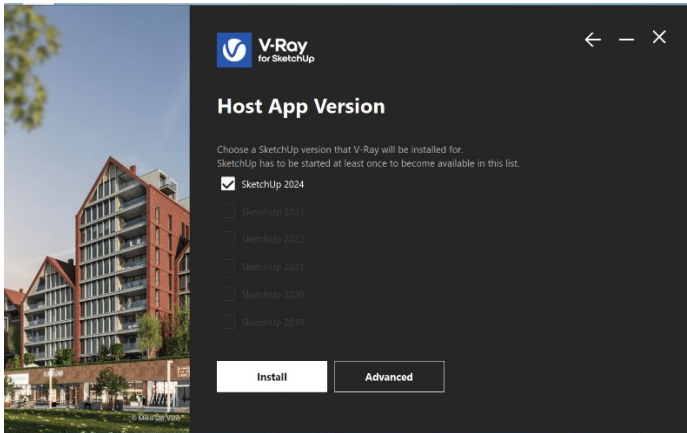 V-Ray
for SketchUp
Host App Version
Choose a SketchUp version that V-Ray will be installed for.
SketchUp has to be started at least once to become available in this list.
SketchUp 2024
SketchUp 2023
SketchUp 2022
SketchUp 2021
SketchUp 2020
SketchUp 2019
Install
Advanced